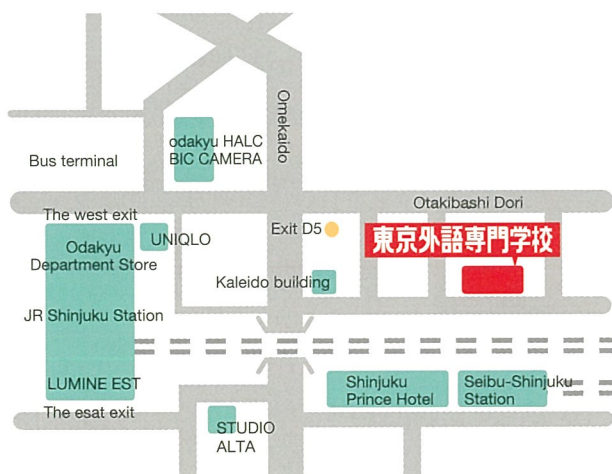 Omekaido
odakyu HALC
BIC CAMERA
Bus terminal
Otakibashi Dori
The west exit
Exit D5
UNIQLO
東京外語専門学校
Odakyu
Department Store
Kaleido building
JR Shinjuku Station
LUMINE EST
Shinjuku
Prince Hotel
Seibu-Shinjuku
Station
The esat exit
STUDIO
ALTA